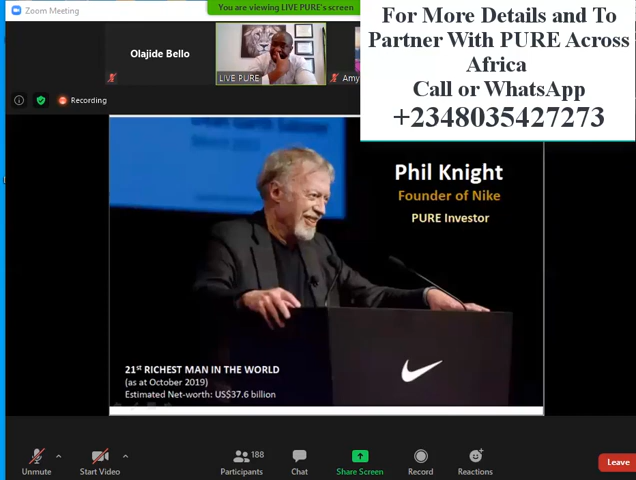 Zoom Meeting
You are viewing LIVE PURE's screen
For More Details and To
Partner With PURE Across
Africa
Call or WhatsApp
+2348035427273
Olajide Bello
LIVE PURE
Amy
Recording
Phil Knight
Founder of Nike
PURE Investor
21st RICHEST MAN IN THE WORLD
(as at October 2019)
Estimated Net-worth: US$37.6 billion
Unmute
Start Video
188
Participants
Chat
Share Screen
Record
Reactions
Leave